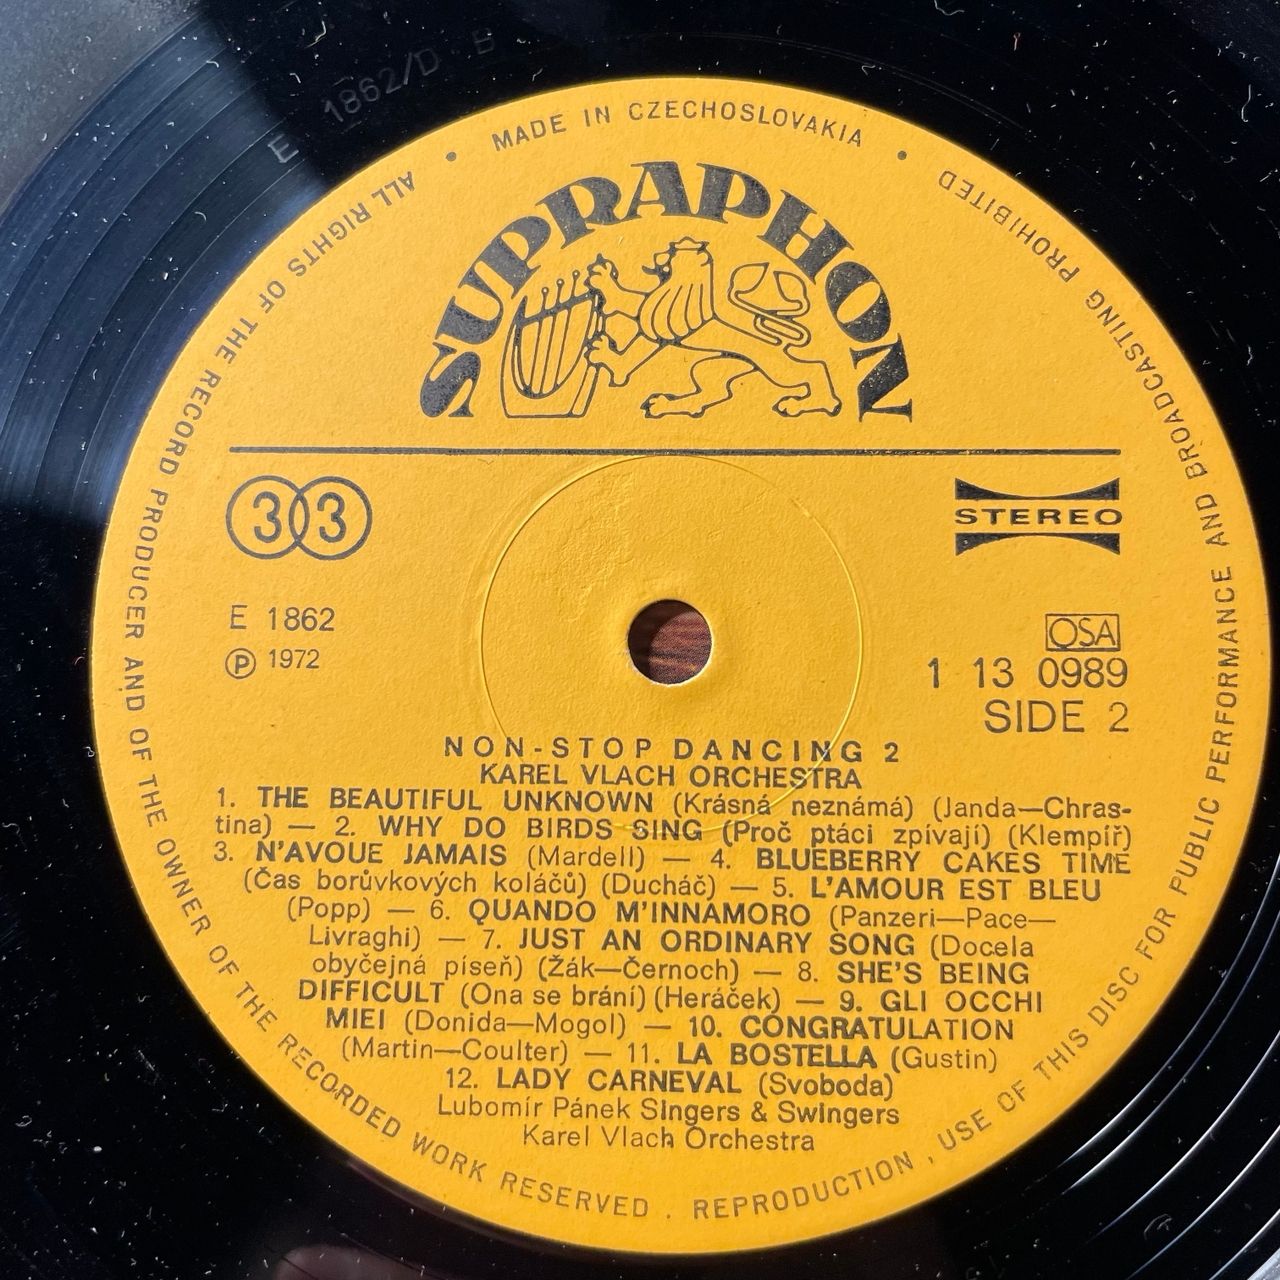 E 1862/D · B
MADE IN CZECHOSLOVAKIA
SUPRAPHON
33
STEREO
E 1862
Ⓟ 1972
OSA
1 13 0989
SIDE 2
NON-STOP DANCING 2
KAREL VLACH ORCHESTRA
1. THE BEAUTIFUL UNKNOWN (Krásná neznámá) (Janda—Chras-
tina) — 2. WHY DO BIRDS SING (Proč ptáci zpívají) (Klempíř)
3. N'AVOUE JAMAIS (Mardell) — 4. BLUEBERRY CAKES TIME
(Čas borůvkových koláčů) (Ducháč) — 5. L'AMOUR EST BLEU
(Popp) — 6. QUANDO M'INNAMORO (Panzeri—Pace—
Livraghi) — 7. JUST AN ORDINARY SONG (Docela
obyčejná píseň) (Žák—Černoch) — 8. SHE'S BEING
DIFFICULT (Ona se brání) (Heráček) — 9. GLI OCCHI
MIEI (Donida—Mogol) — 10. CONGRATULATION
(Martin—Coulter) — 11. LA BOSTELLA (Gustin)
12. LADY CARNEVAL (Svoboda)
Lubomír Pánek Singers & Swingers
Karel Vlach Orchestra
ALL RIGHTS OF THE RECORD PRODUCER AND OF THE OWNER OF THE RECORDED WORK RESERVED . REPRODUCTION , USE OF THIS DISC FOR PUBLIC PERFORMANCE AND BROADCASTING PROHIBITED